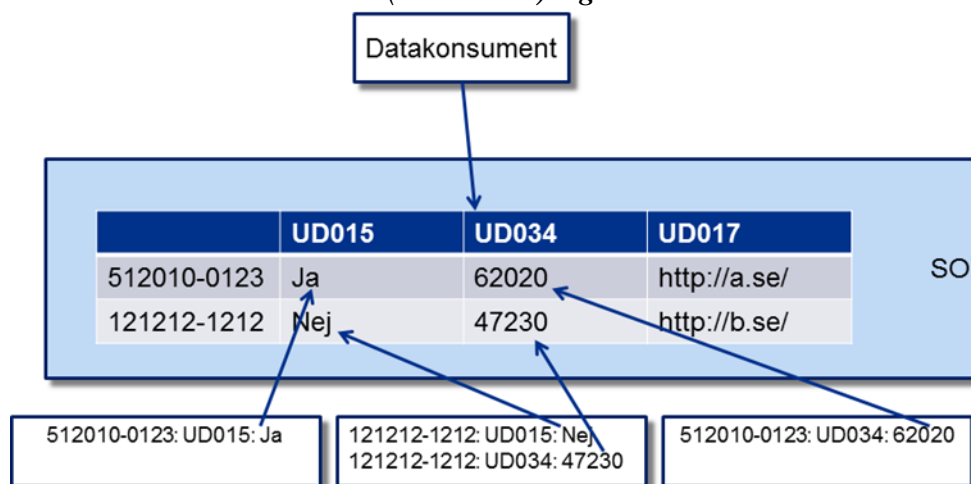 Datakonsument
UD015 UD034 UD017
512010-0123 Ja 62020 http://a.se/
SO
121212-1212 Nej 47230 http://b.se/
512010-0123: UD015: Ja
121212-1212: UD015: Nej
121212-1212: UD034: 47230
512010-0123: UD034: 62020